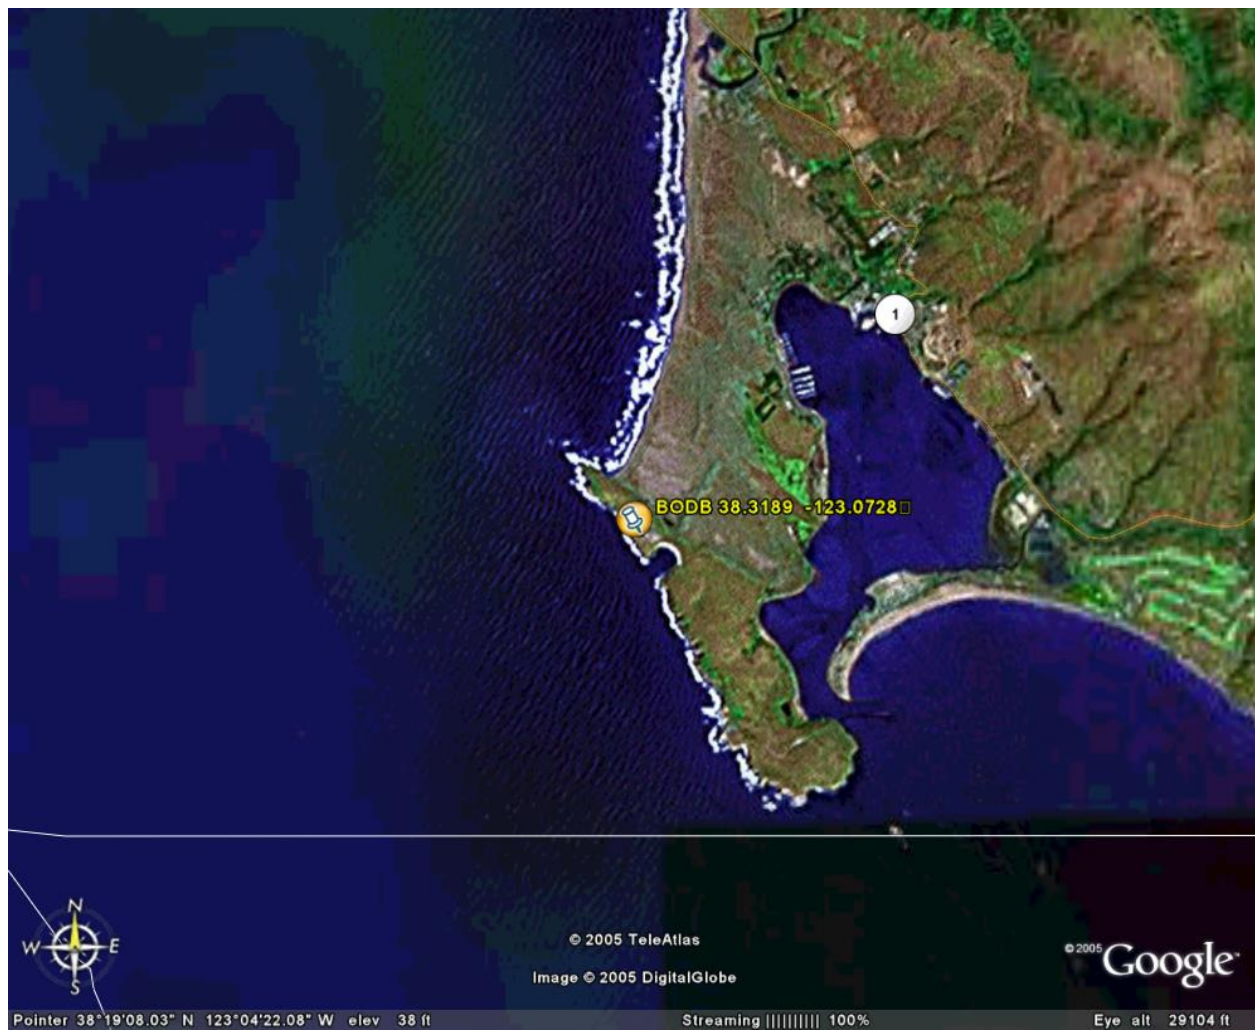 1
BODB 38.3189 -123.0728
N
W E
S
© 2005 TeleAtlas
Image © 2005 DigitalGlobe
© 2005 Google
Pointer 38°19'08.03" N 123°04'22.08" W elev 38 ft Streaming |||||||||| 100% Eye alt 29104 ft